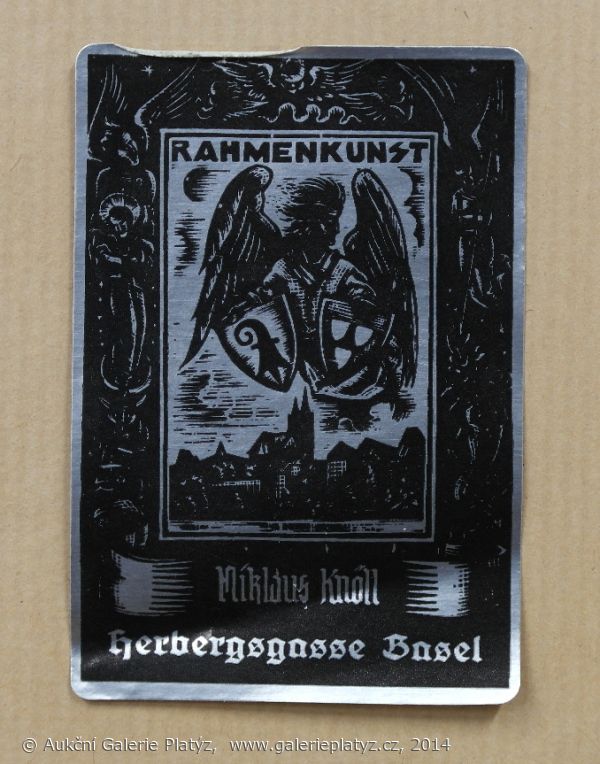 RAHMENKUNST
Niklaus Knöll
Herbergsgasse Basel
© Aukční Galerie Platýz, www.galerieplatyz.cz, 2014